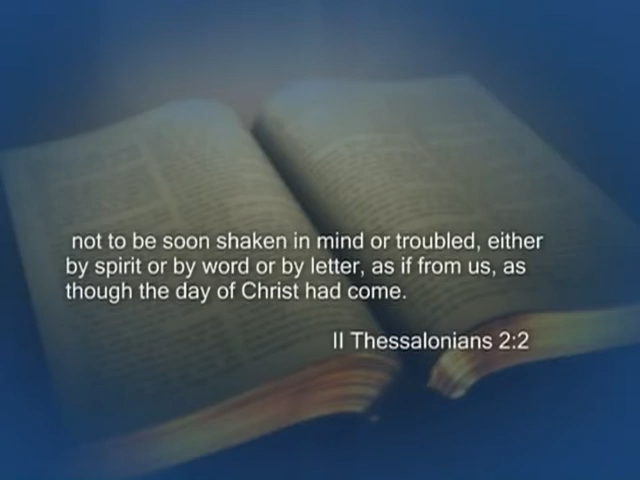 not to be soon shaken in mind or troubled, either
by spirit or by word or by letter, as if from us, as
though the day of Christ had come.
II Thessalonians 2:2